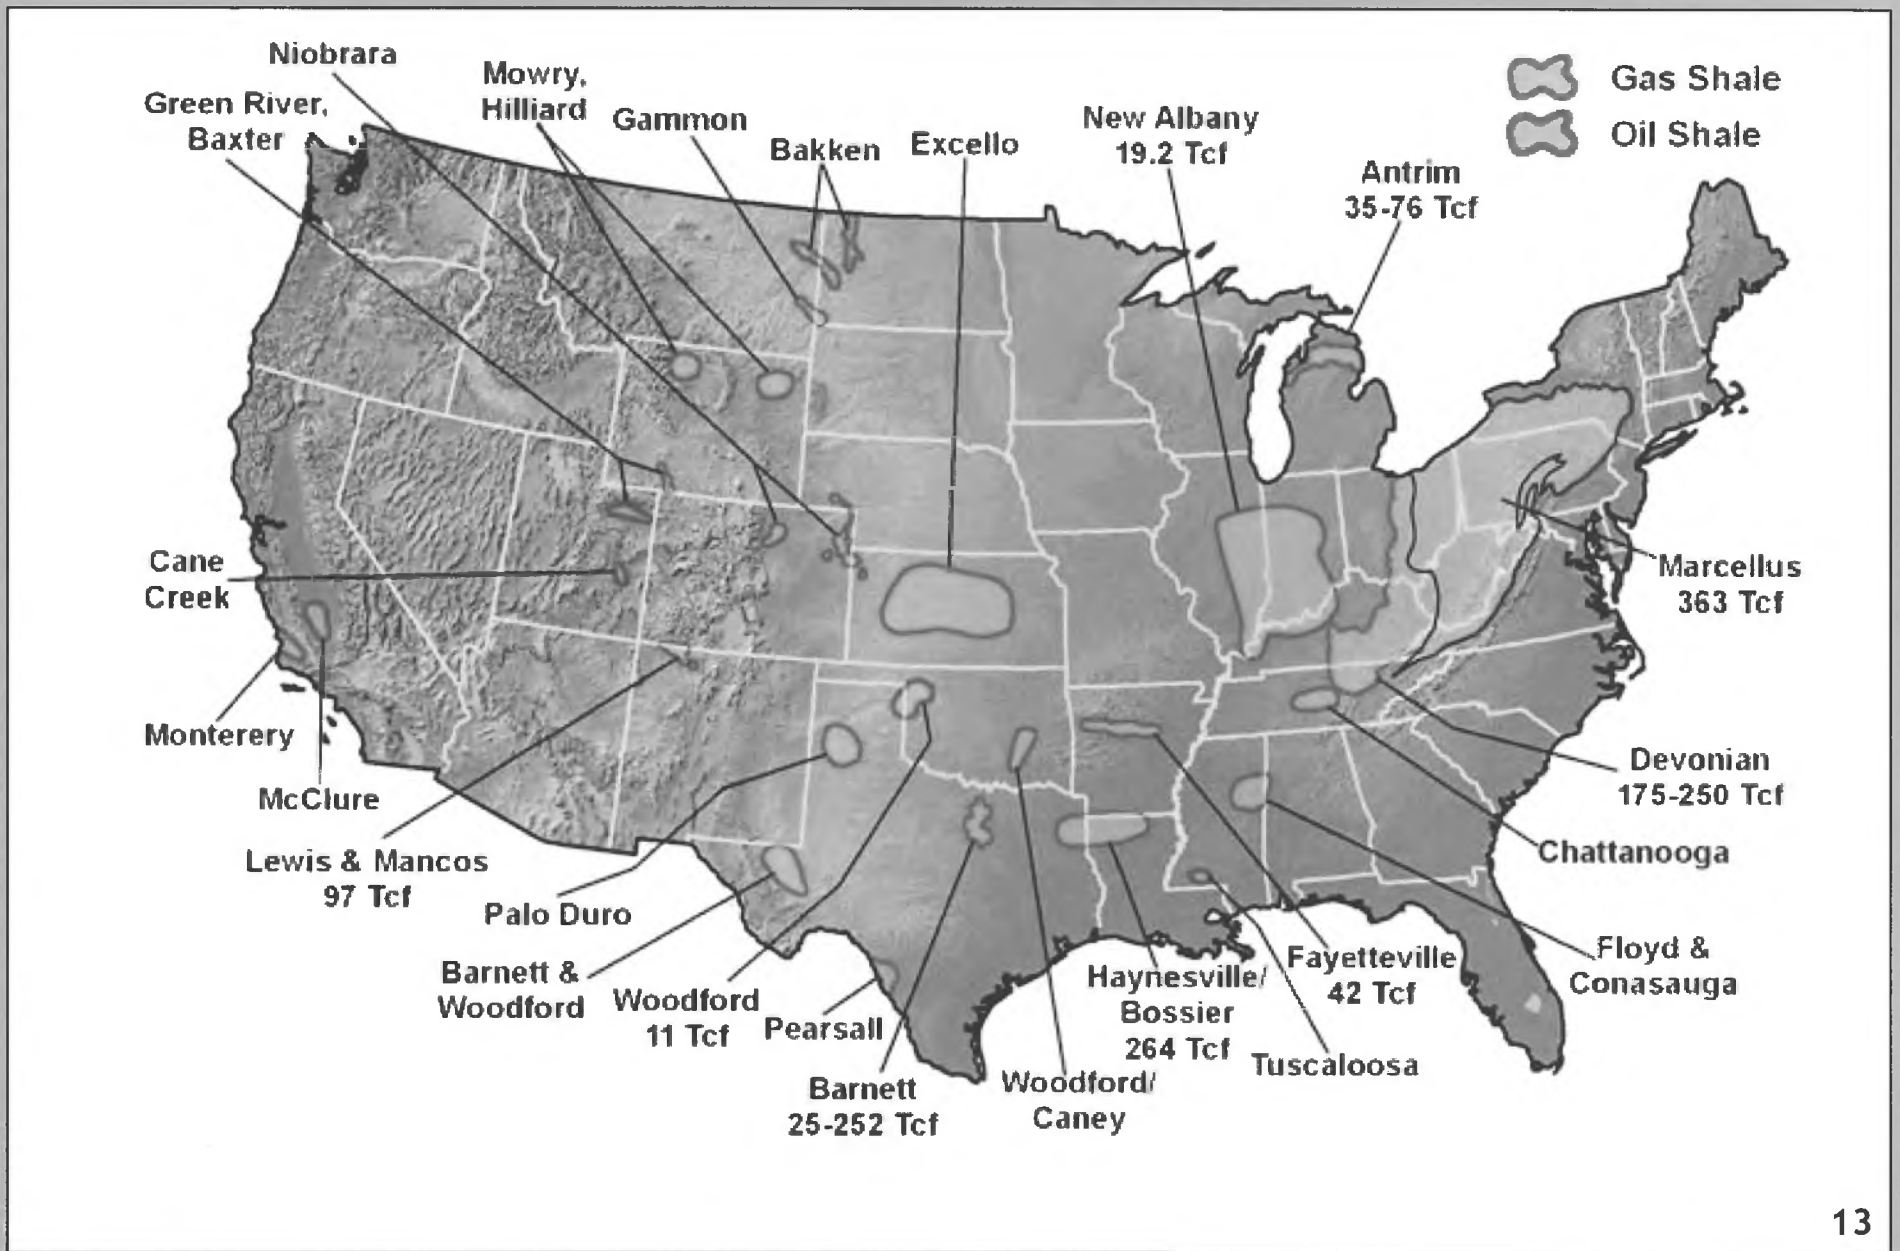 Niobrara
Green River,
Baxter
Mowry,
Hilliard
Gammon
Bakken
Excello
New Albany
19.2 Tcf
Antrim
35-76 Tcf
Gas Shale
Oil Shale
Marcellus
363 Tcf
Cane
Creek
Monterery
McClure
Lewis & Mancos
97 Tcf
Palo Duro
Barnett &
Woodford
Woodford
11 Tcf
Pearsall
Barnett
25-252 Tcf
Woodford/
Caney
Haynesville/
Bossier
264 Tcf
Fayetteville
42 Tcf
Tuscaloosa
Floyd &
Conasauga
Chattanooga
Devonian
175-250 Tcf
13